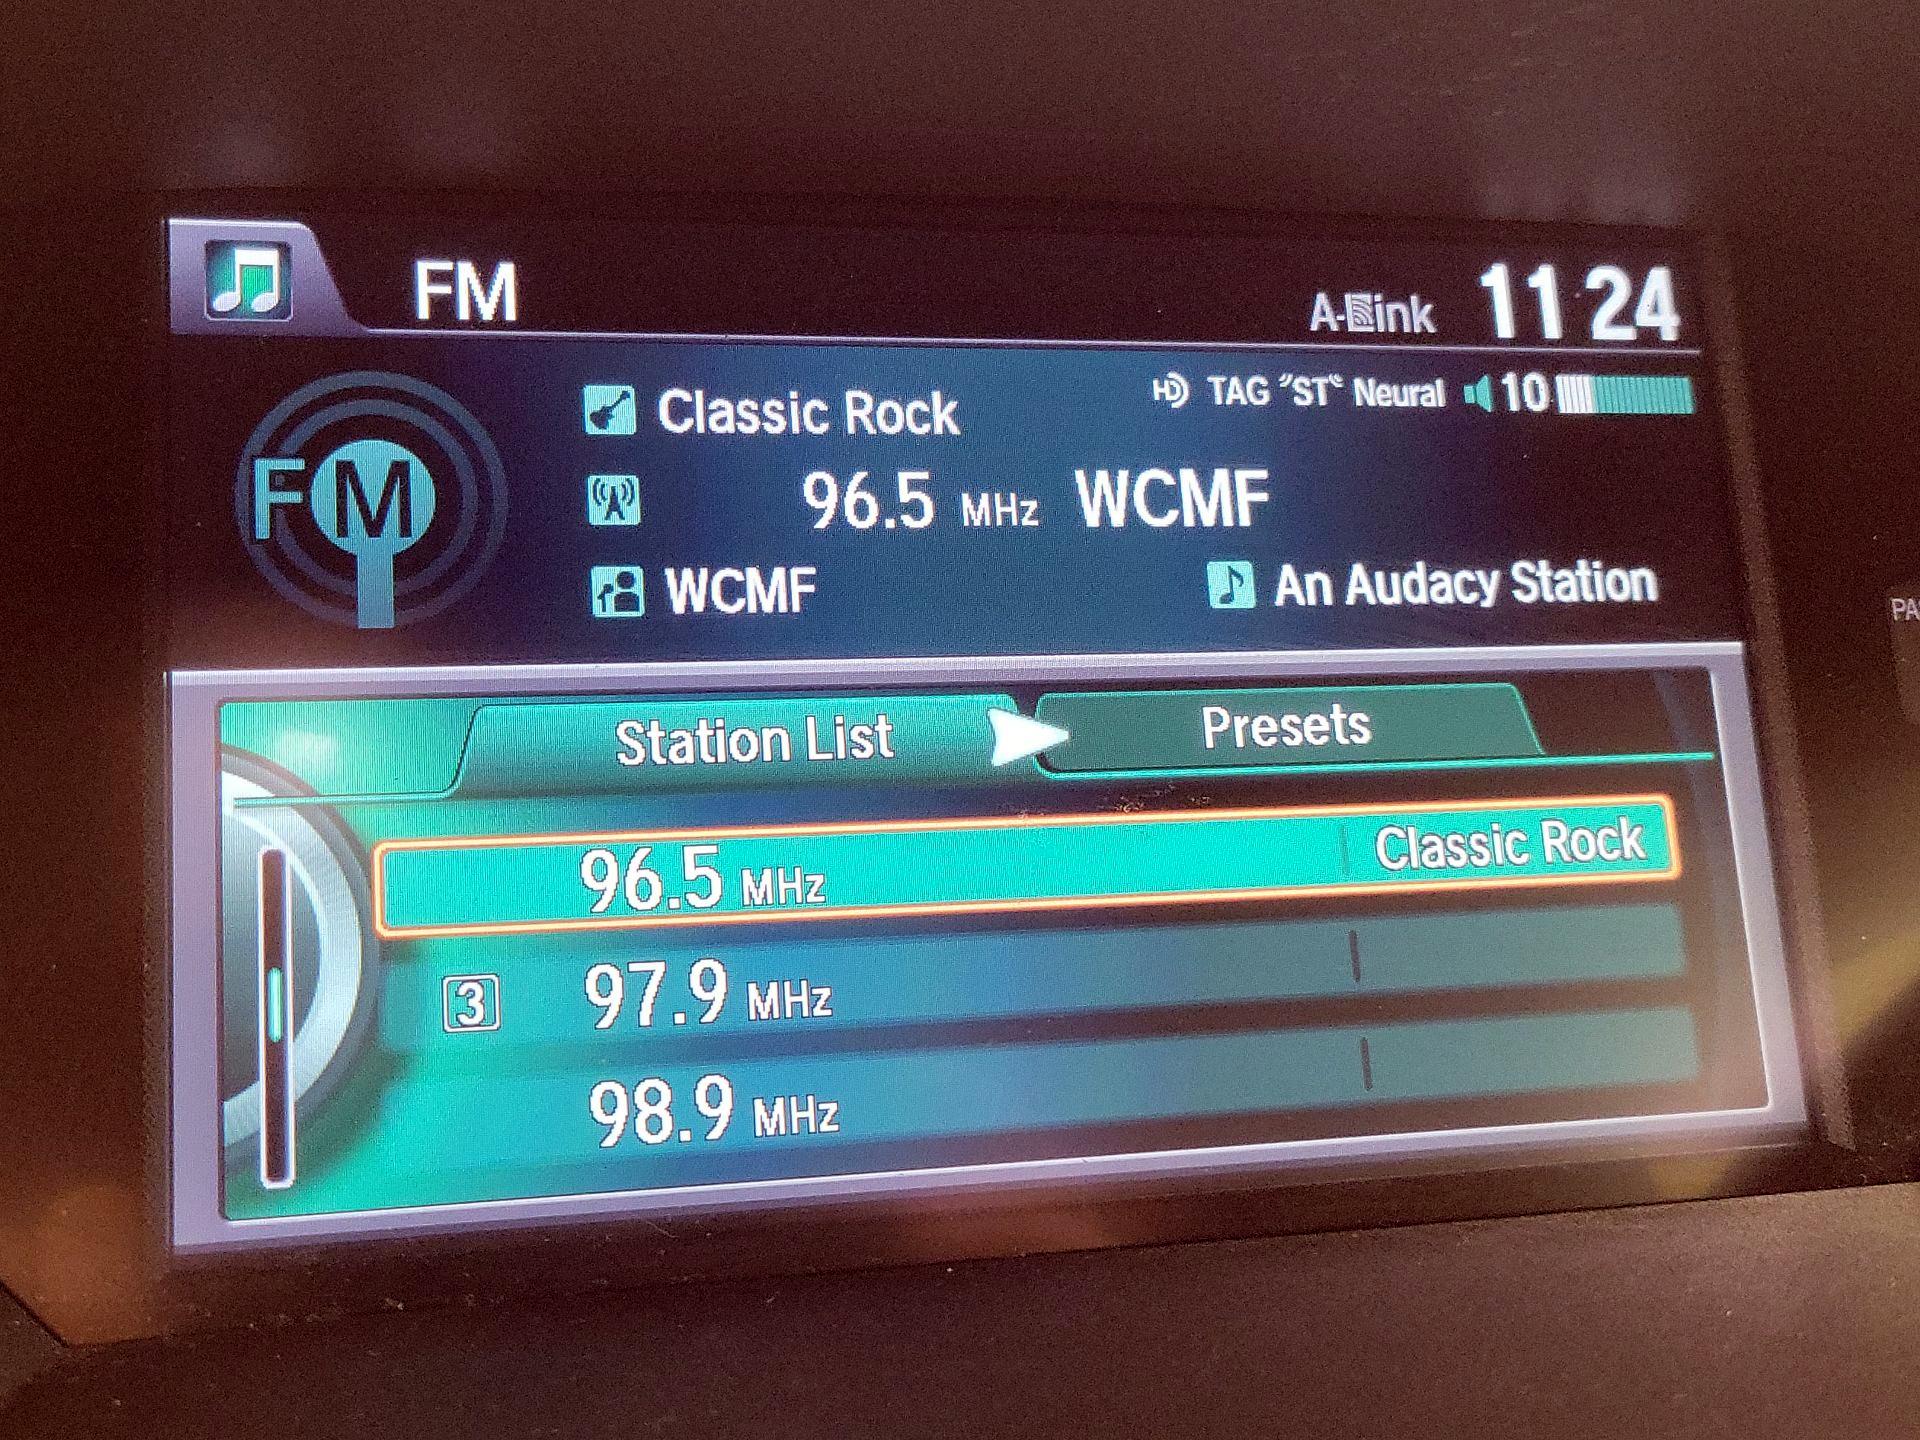 FM
A-Link
11 24
HD TAG "ST" Neural 10
Classic Rock
FM
96.5 MHz WCMF
WCMF
An Audacy Station
PA
Station List
Presets
96.5 MHz Classic Rock
3 97.9 MHz
98.9 MHz